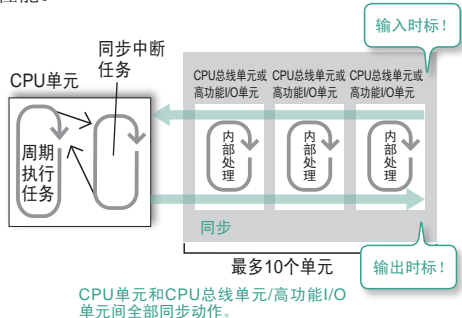 性能。
输入时标！
同步中断
任务
CPU单元
CPU总线单元或 CPU总线单元或 CPU总线单元或
高功能I/O单元 高功能I/O单元 高功能I/O单元
周期
执行
任务
内部处理
内部处理
内部处理
同步
最多10个单元
输出时标！
CPU单元和CPU总线单元/高功能I/O
单元间全部同步动作。